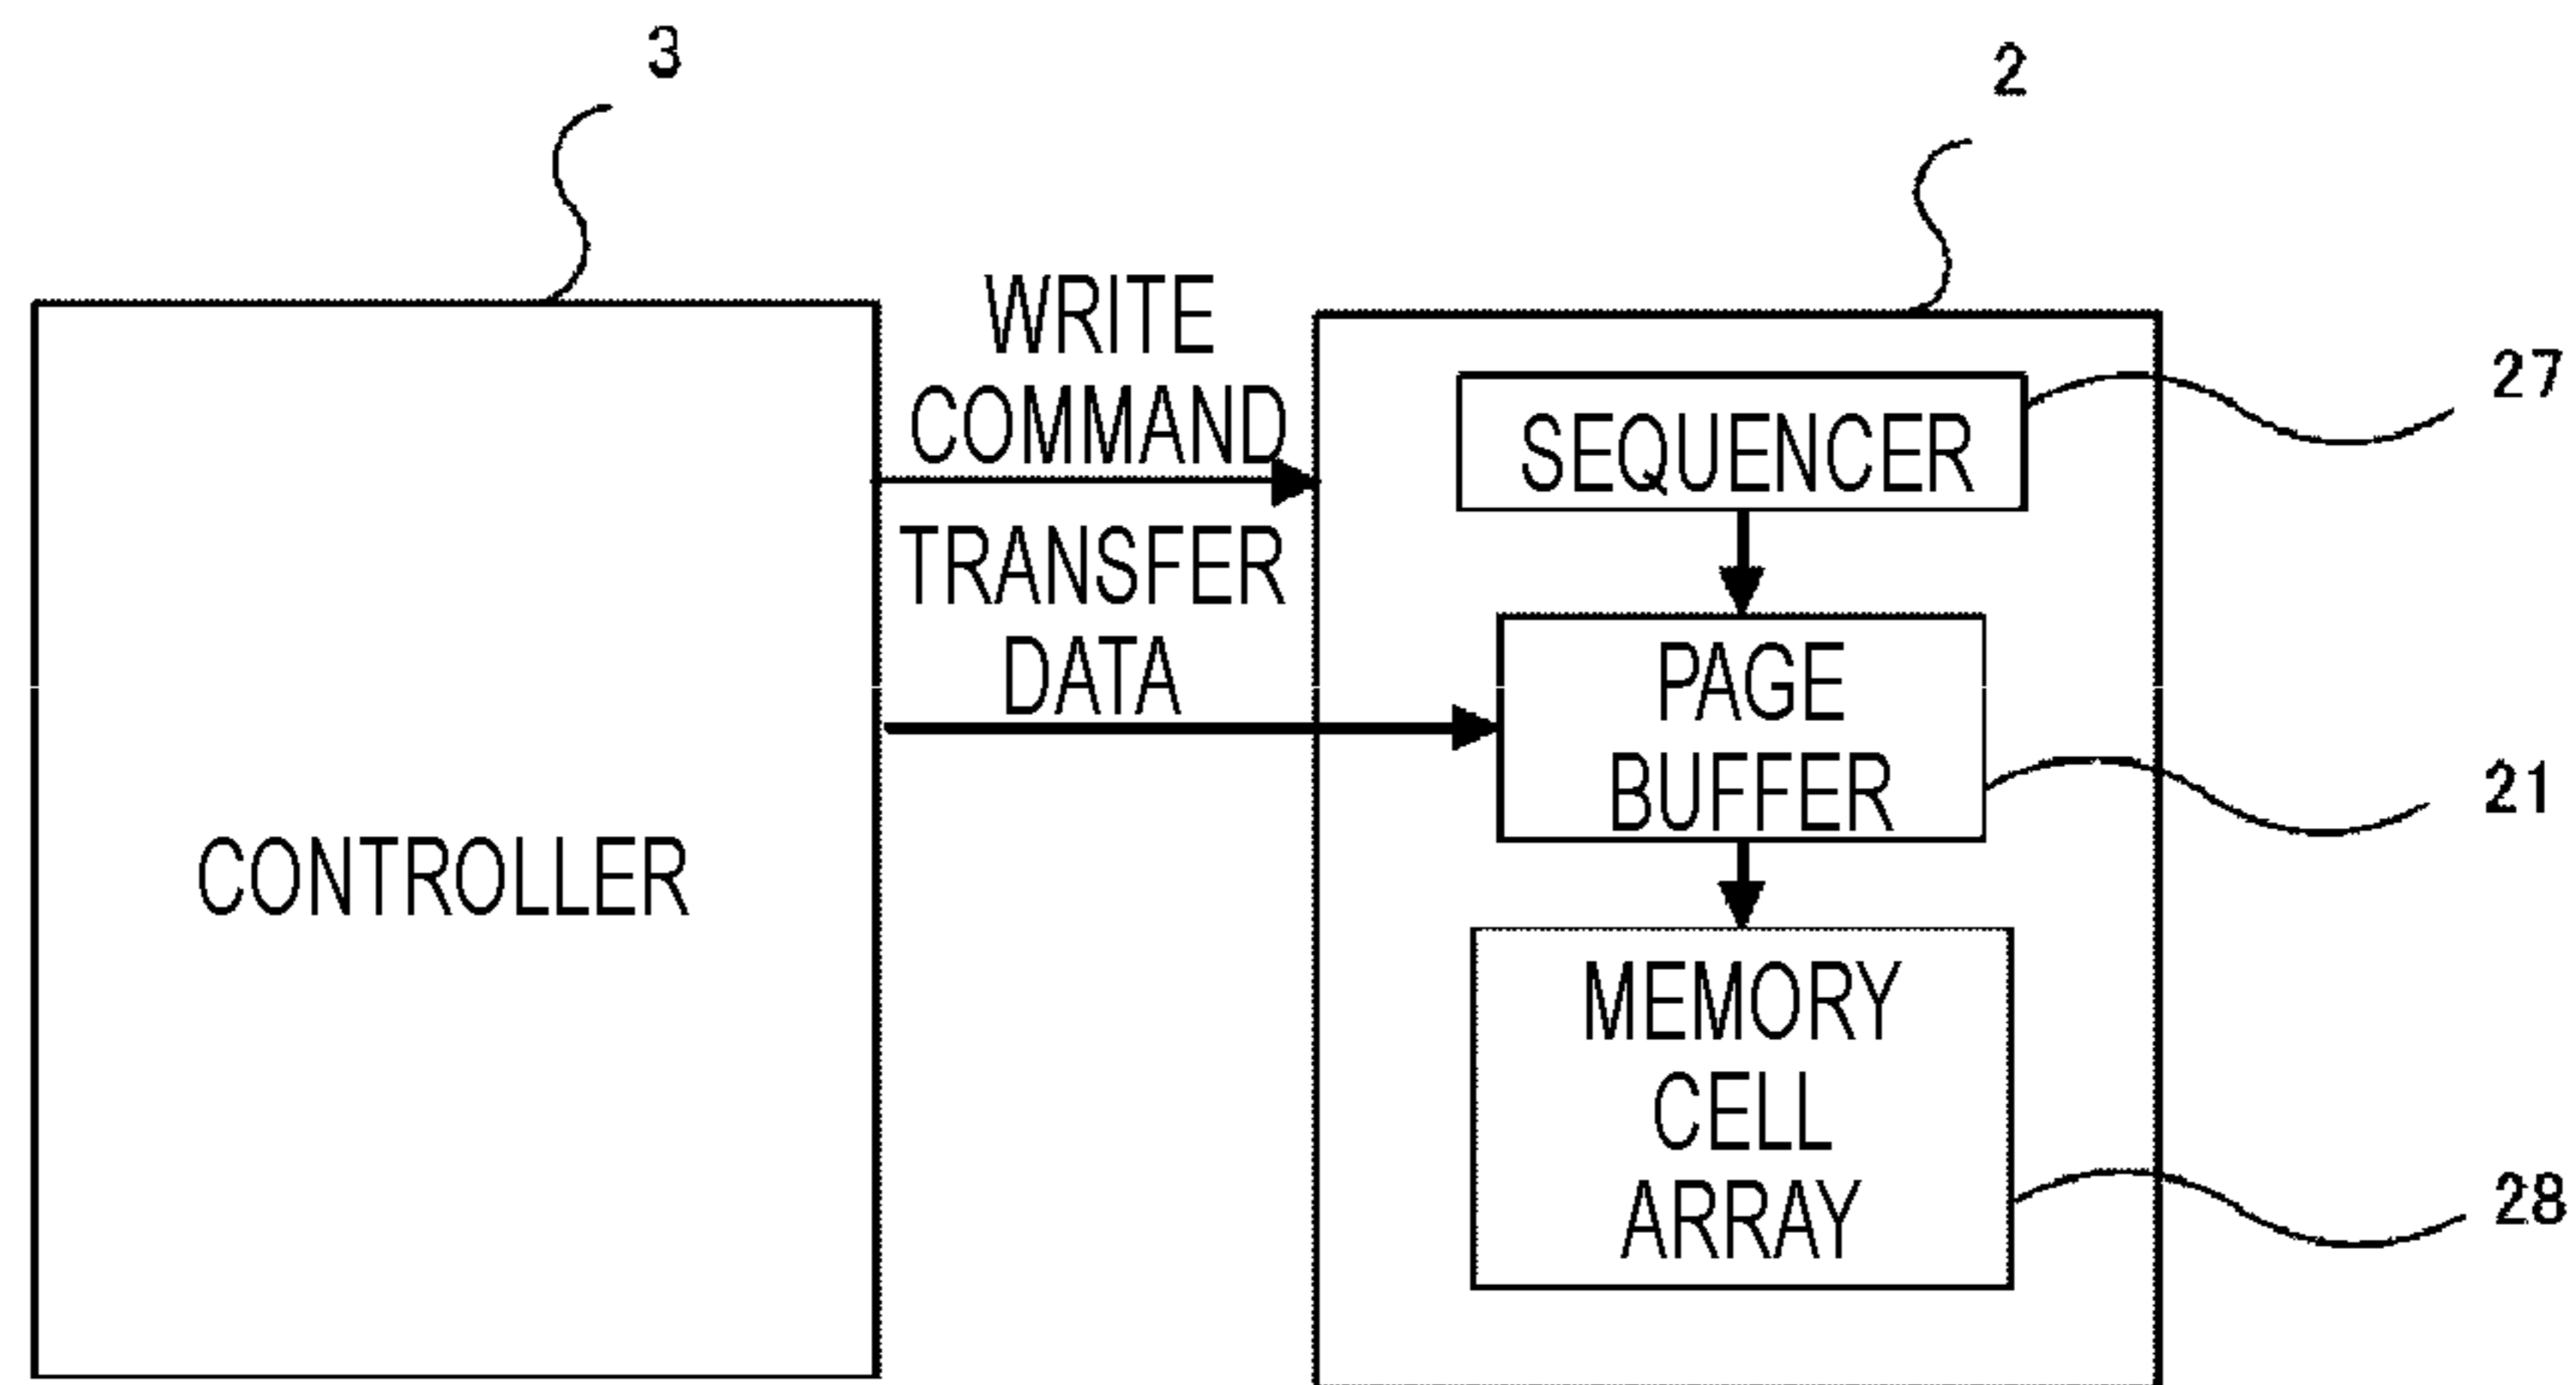 3
2
WRITE
COMMAND
TRANSFER
DATA
CONTROLLER
SEQUENCER
27
PAGE
BUFFER
21
MEMORY
CELL
ARRAY
28